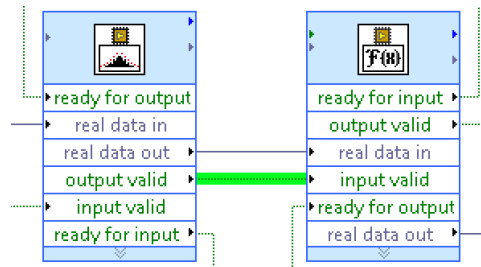 ready for output
real data in
real data out
output valid
input valid
ready for input
F(x)
ready for input
output valid
real data in
input valid
ready for output
real data out